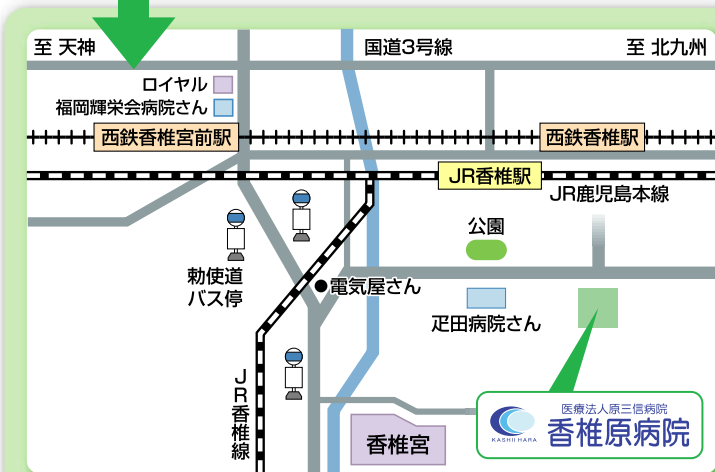 至 天神
国道3号線
至 北九州
ロイヤル
福岡輝栄会病院さん
西鉄香椎宮前駅
西鉄香椎駅
JR香椎駅
JR鹿児島本線
公園
勅使道
バス停
電気屋さん
疋田病院さん
JR香椎線
香椎宮
医療法人原三信病院
香椎原病院
KASHII HARA